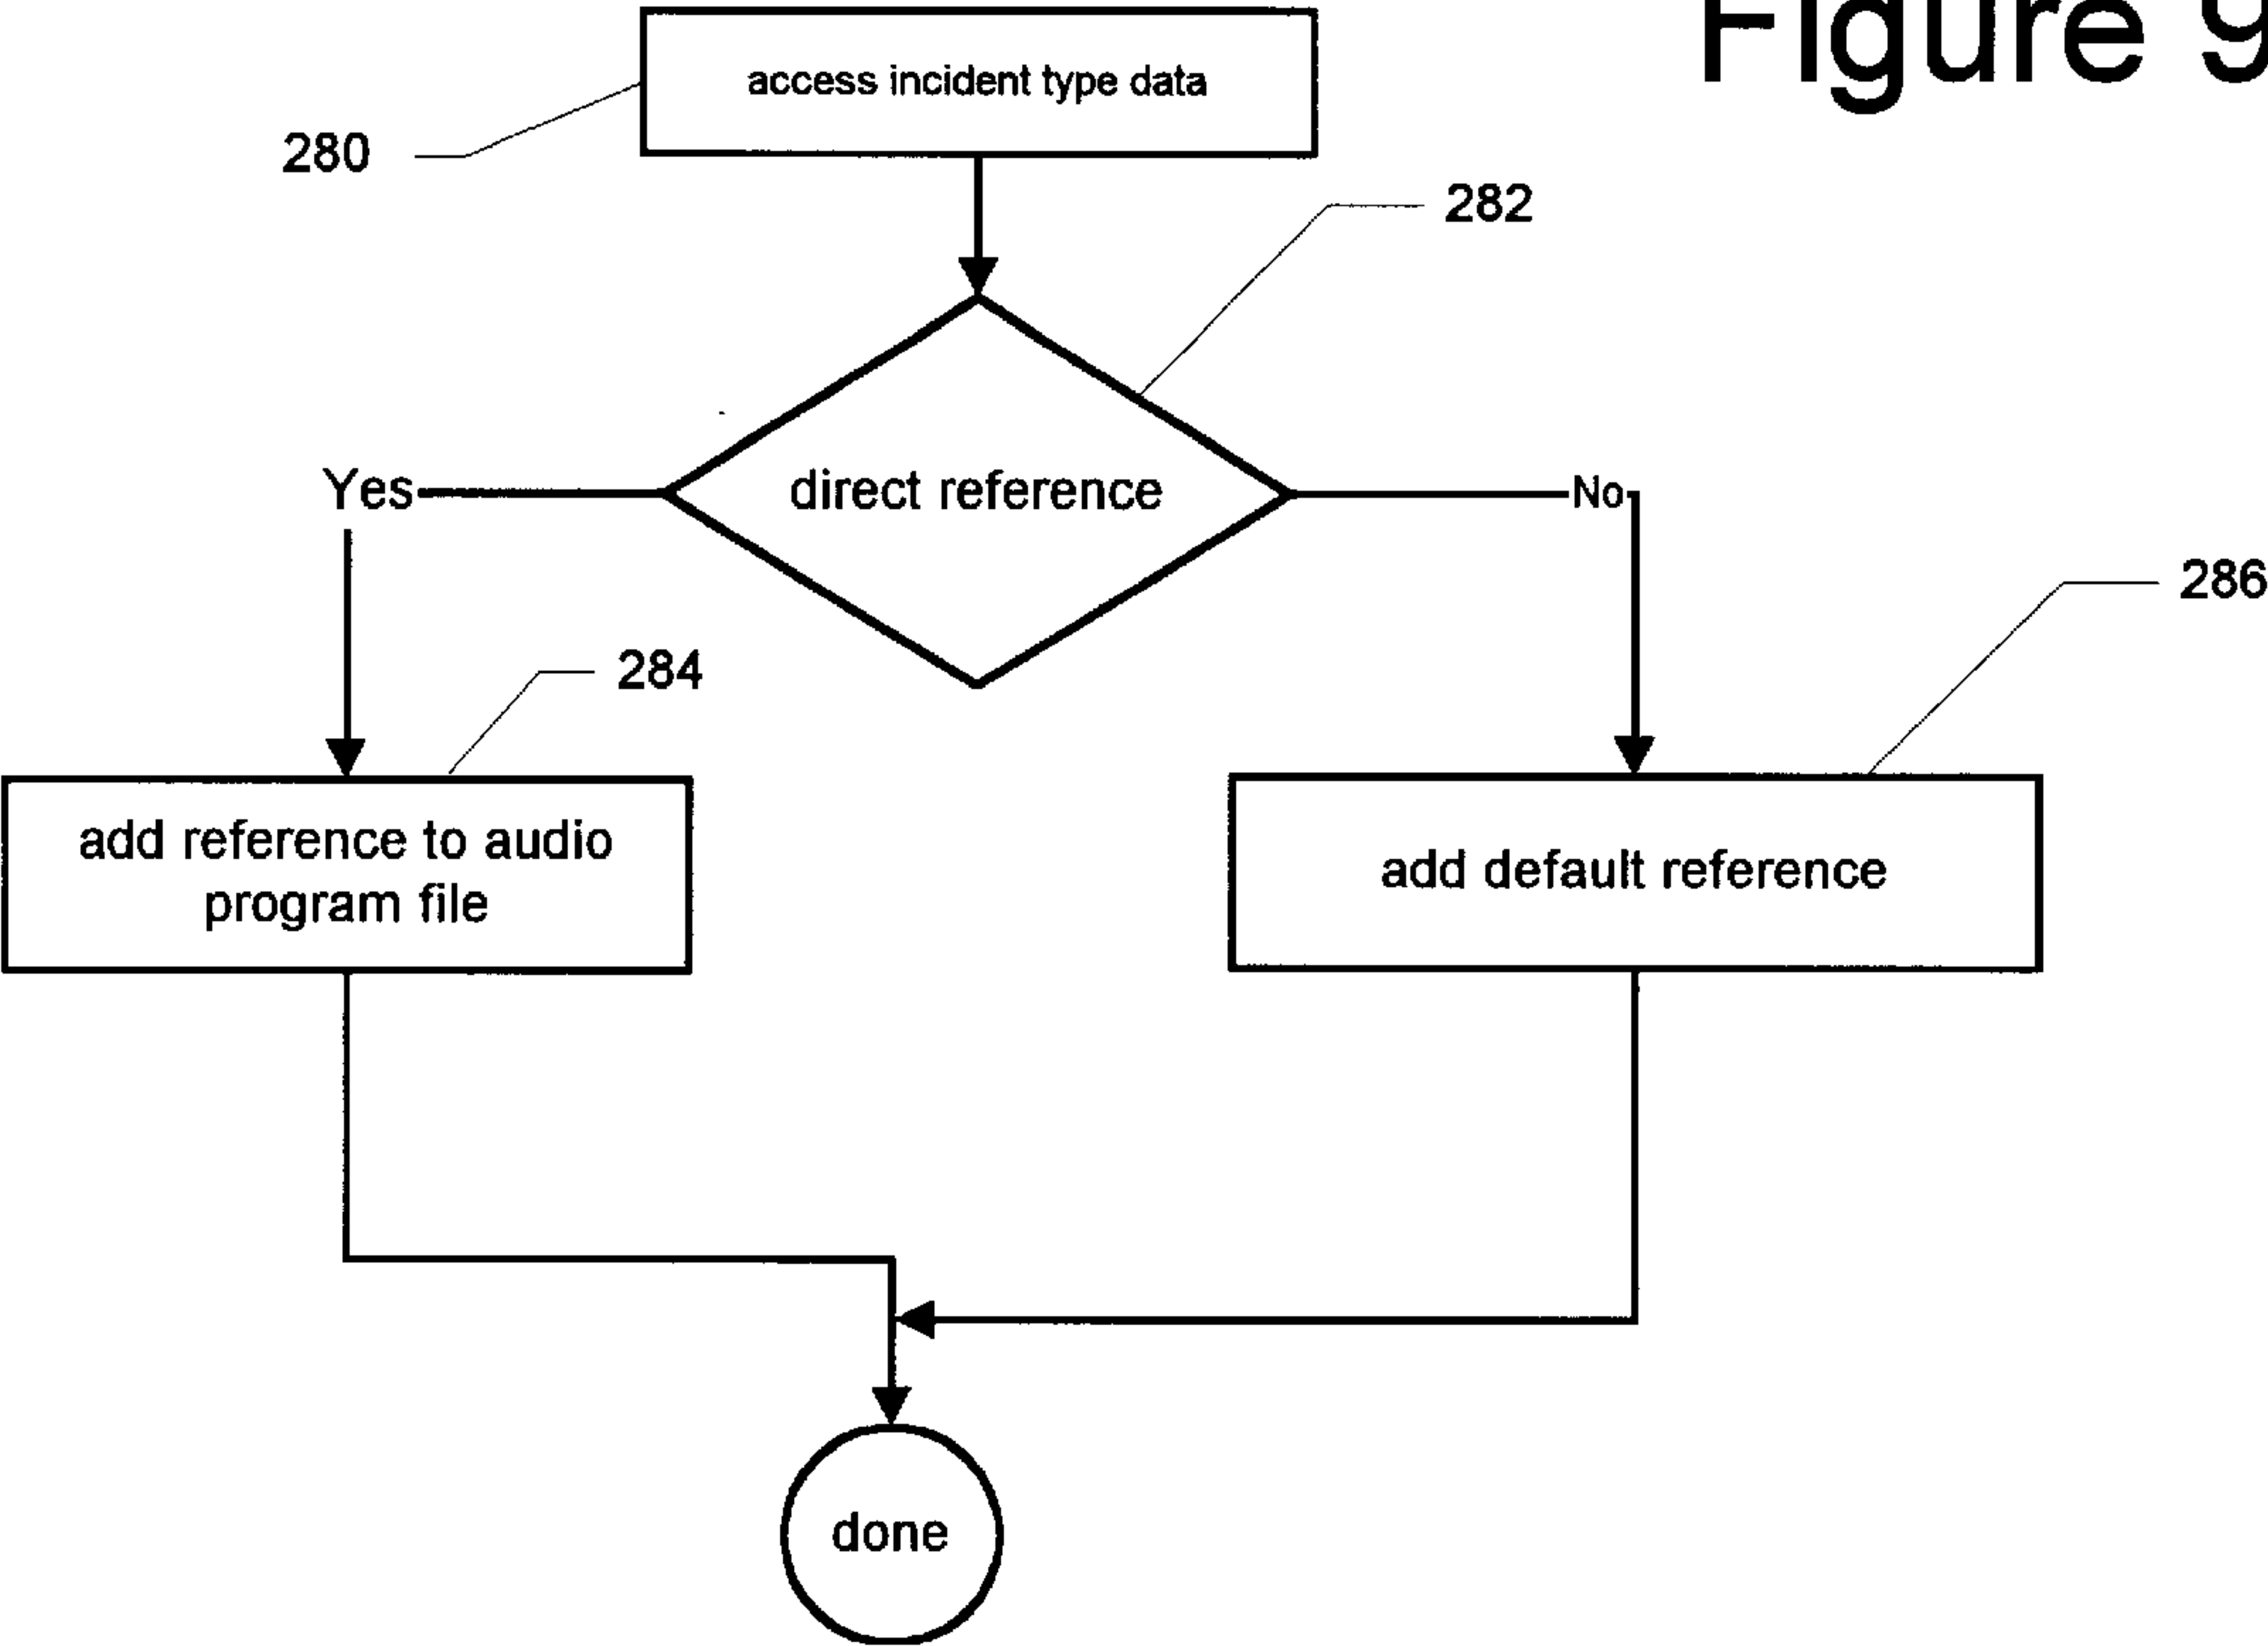 Figure 9
access incident type data
280
282
direct reference
Yes
No
286
284
add reference to audio
program file
add default reference
done